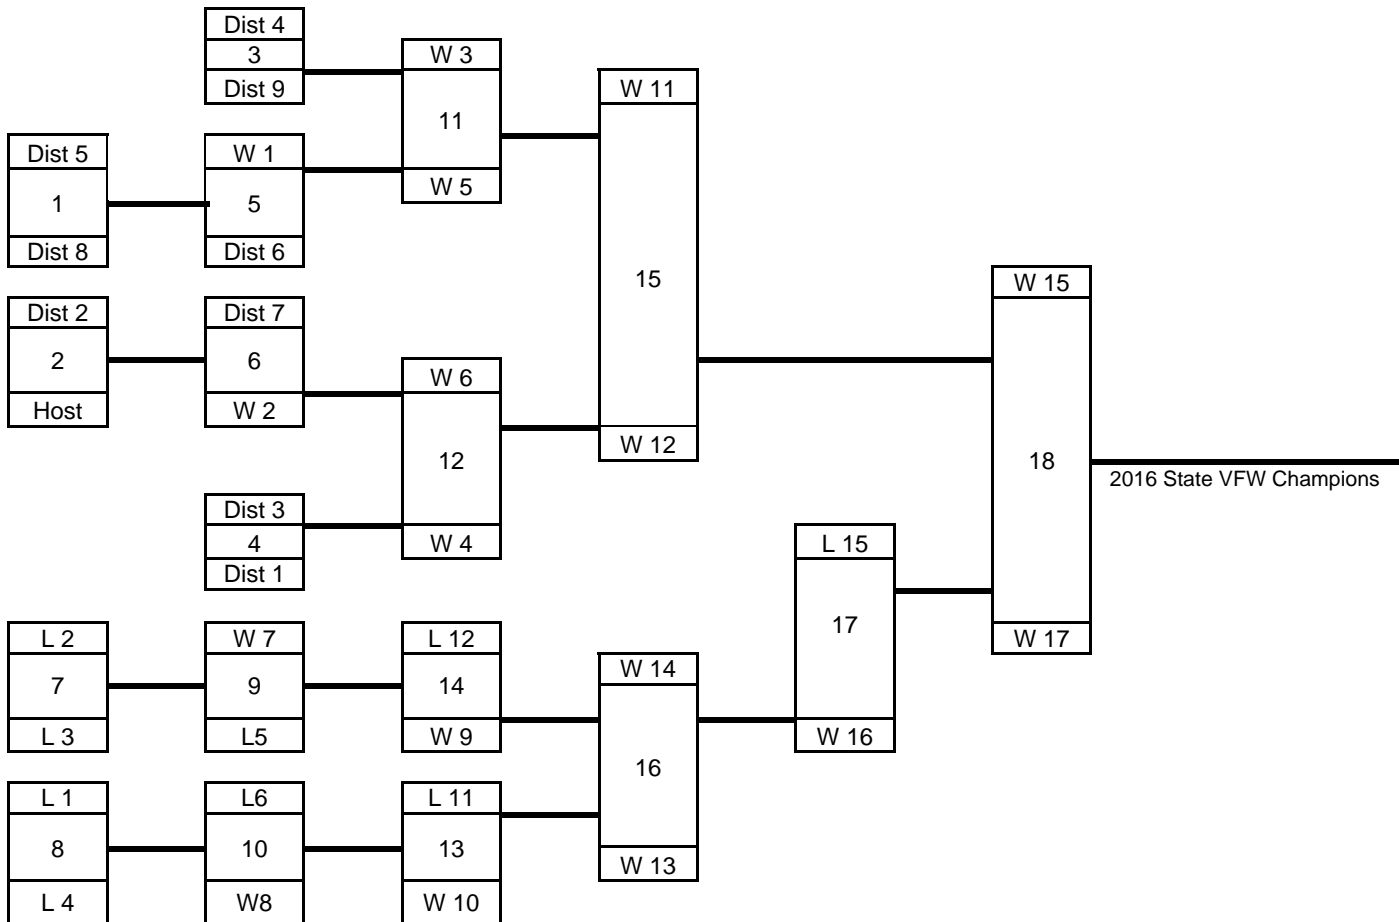 Dist 4
3
Dist 9
W 3
11
W 5
W 11
15
W 12
Dist 5
1
Dist 8
W 1
5
Dist 6
Dist 2
2
Host
Dist 7
6
W 2
W 6
12
W 4
Dist 3
4
Dist 1
W 15
18
W 17
2016 State VFW Champions
L 15
17
W 16
L 2
7
L 3
W 7
9
L5
L 12
14
W 9
W 14
16
W 13
L 1
8
L 4
L6
10
W8
L 11
13
W 10